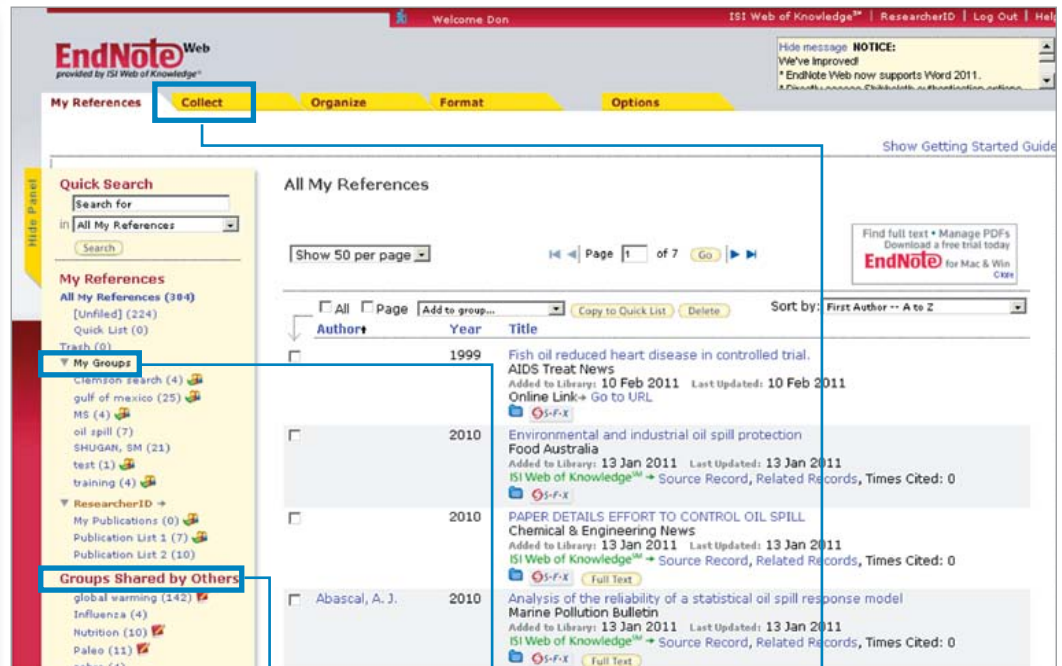 Welcome Don
ISI Web of Knowledge℠ | ResearcherID | Log Out | Help
EndNote Web
provided by ISI Web of Knowledge℠
Hide message NOTICE:
We've Improved!
* EndNote Web now supports Word 2011.
My References
Collect
Organize
Format
Options
Show Getting Started Guide
Hide Panel
Quick Search
Search for
in All My References
Search
My References
All My References (304)
[Unfiled] (224)
Quick List (0)
Trash (0)
▼ My Groups
Clemson search (4)
gulf of mexico (25)
MS (4)
oil spill (7)
SHUGAN, SM (21)
test (1)
training (4)
▼ ResearcherID →
My Publications (0)
Publication List 1 (7)
Publication List 2 (10)
Groups Shared by Others
global warming (142)
Influenza (4)
Nutrition (10)
Paleo (11)
All My References
Show 50 per page
Page 1 of 7 Go
Find full text • Manage PDFs
Download a free trial today
EndNote for Mac & Win
Close
All Page Add to group... Copy to Quick List Delete Sort by: First Author -- A to Z
Author Year Title
1999 Fish oil reduced heart disease in controlled trial.
AIDS Treat News
Added to Library: 10 Feb 2011 Last Updated: 10 Feb 2011
Online Link→ Go to URL
S·F·X
2010 Environmental and industrial oil spill protection
Food Australia
Added to Library: 13 Jan 2011 Last Updated: 13 Jan 2011
ISI Web of Knowledge℠ → Source Record, Related Records, Times Cited: 0
S·F·X
2010 PAPER DETAILS EFFORT TO CONTROL OIL SPILL
Chemical & Engineering News
Added to Library: 13 Jan 2011 Last Updated: 13 Jan 2011
ISI Web of Knowledge℠ → Source Record, Related Records, Times Cited: 0
S·F·X Full Text
Abascal, A. J. 2010 Analysis of the reliability of a statistical oil spill response model
Marine Pollution Bulletin
Added to Library: 13 Jan 2011 Last Updated: 13 Jan 2011
ISI Web of Knowledge℠ → Source Record, Related Records, Times Cited: 0
S·F·X Full Text